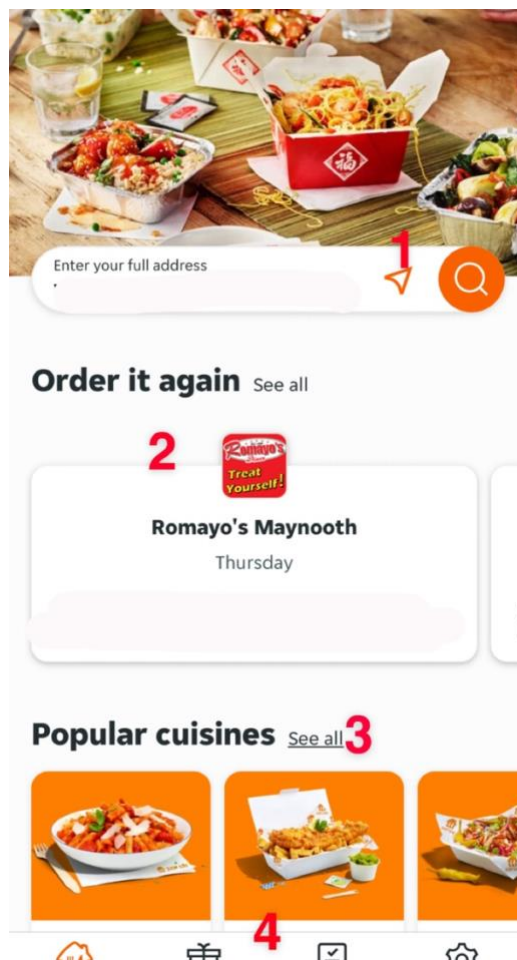 1
Enter your full address
Order it again See all
2
Romayo's
Treat
Yourself!
Romayo's Maynooth
Thursday
Popular cuisines See all 3
4